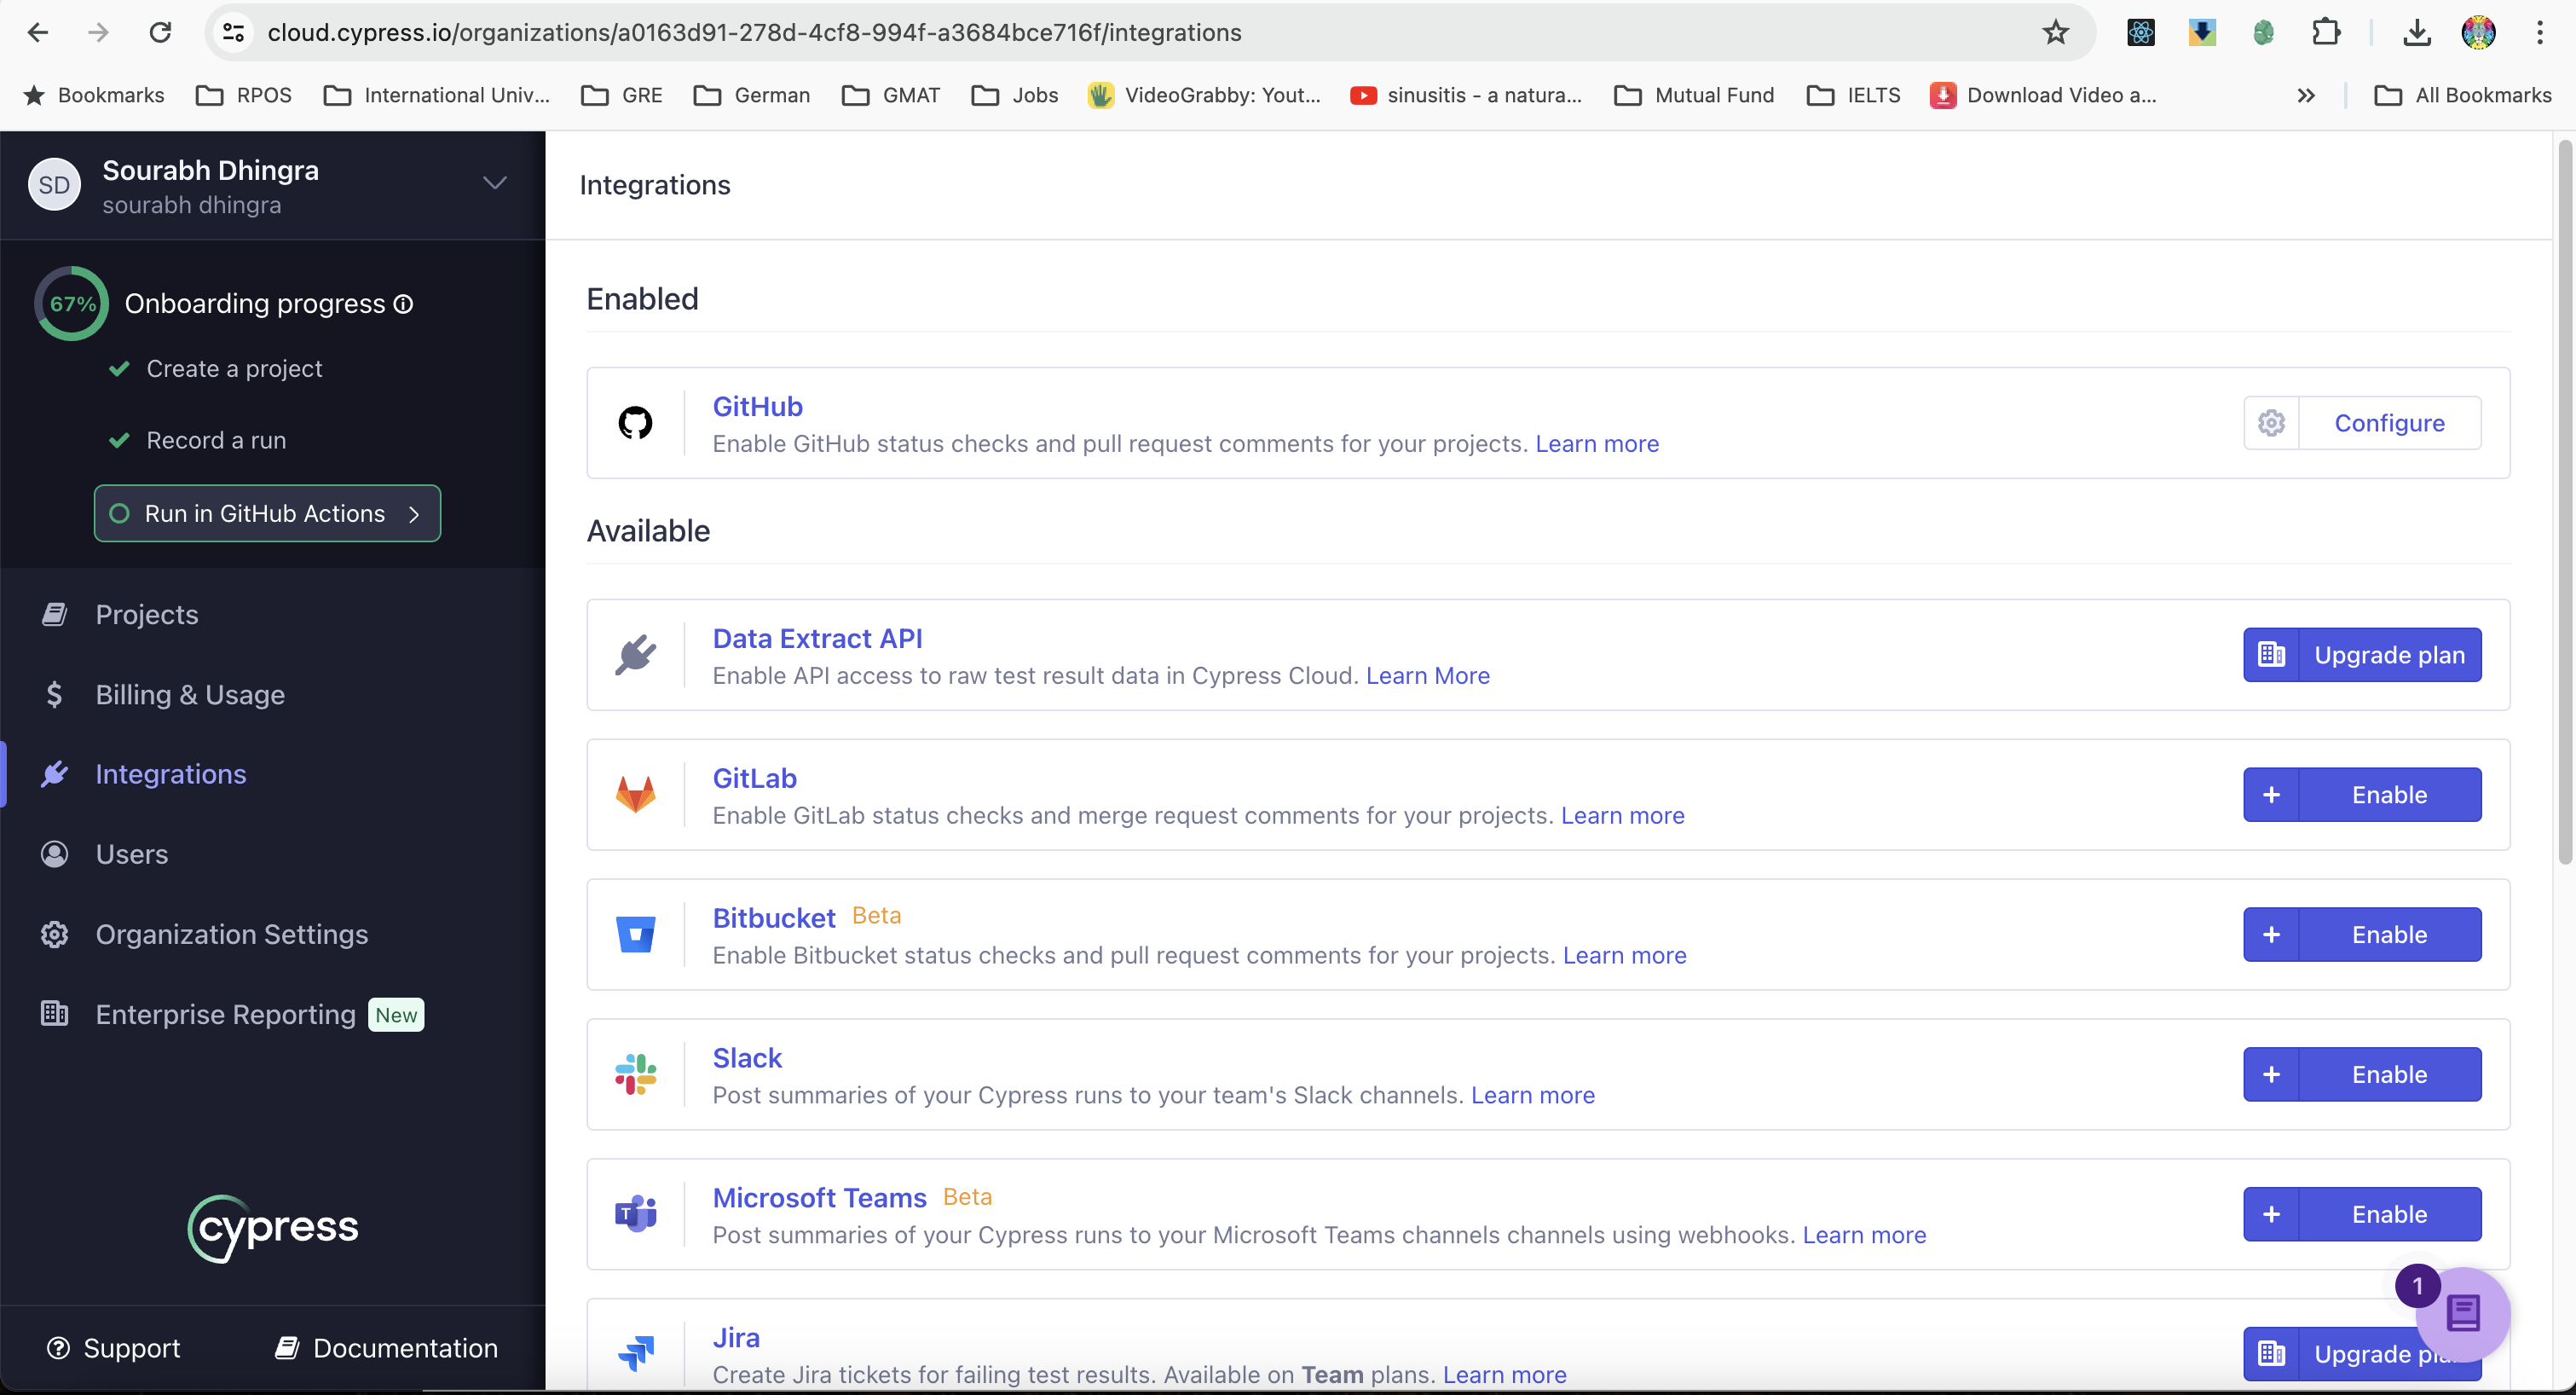 cloud.cypress.io/organizations/a0163d91-278d-4cf8-994f-a3684bce716f/integrations
Bookmarks RPOS International Univ... GRE German GMAT Jobs VideoGrabby: Yout... sinusitis - a natura... Mutual Fund IELTS Download Video a... All Bookmarks
SD
Sourabh Dhingra
sourabh dhingra
67%
Onboarding progress
Create a project
Record a run
Run in GitHub Actions
Projects
Billing & Usage
Integrations
Users
Organization Settings
Enterprise Reporting New
cypress
Support Documentation
Integrations
Enabled
GitHub
Enable GitHub status checks and pull request comments for your projects. Learn more
Configure
Available
Data Extract API
Enable API access to raw test result data in Cypress Cloud. Learn More
Upgrade plan
GitLab
Enable GitLab status checks and merge request comments for your projects. Learn more
Enable
Bitbucket Beta
Enable Bitbucket status checks and pull request comments for your projects. Learn more
Enable
Slack
Post summaries of your Cypress runs to your team's Slack channels. Learn more
Enable
T
Microsoft Teams Beta
Post summaries of your Cypress runs to your Microsoft Teams channels channels using webhooks. Learn more
Enable
1
Jira
Create Jira tickets for failing test results. Available on Team plans. Learn more
Upgrade